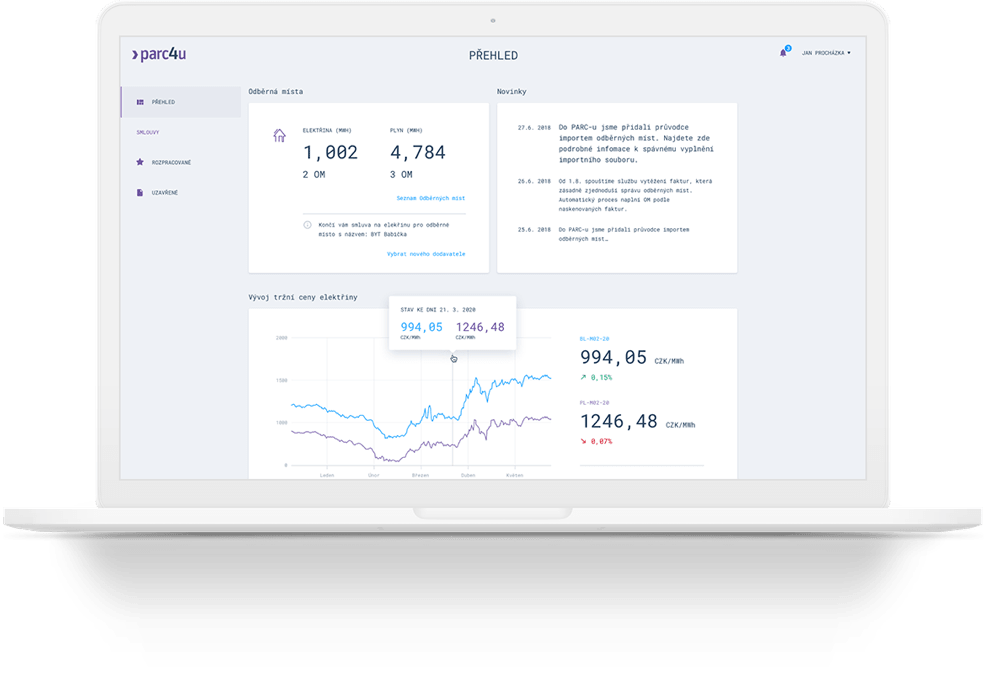 parc4u
PŘEHLED
3
JAN PROCHÁZKA
PŘEHLED
SMLOUVY
ROZPRACOVANÉ
UZAVŘENÉ
Odběrná místa
ELEKTŘINA (MWH)
PLYN (MWH)
1,002
4,784
2 OM
3 OM
Seznam Odběrných míst
Končí vám smluva na elekřinu pro odběrné
místo s názvem: BYT Babička
Vybrat nového dodavatele
Novinky
27.6. 2018
Do PARC-u jsme přidali průvodce
importem odběrných míst. Najdete zde
podrobné infomace k spávnému vyplnění
importního souboru.
26.6. 2018
Od 1.8. spouštíme službu vytěžení faktur, která
zásadně zjednoduší správu odběrných míst.
Automatický proces naplní OM podle
naskenovaných faktur.
25.6. 2018
Do PARC-u jsme přidali průvodce importem
odběrných míst…
Vývoj tržní ceny elektřiny
STAV KE DNI 21. 3. 2020
994,05
1246,48
CZK/MWh
CZK/MWh
2000
1500
1000
0
Leden
Únor
Březen
Duben
Květen
BL-MOZ-20
994,05 CZK/MWh
0,15%
PL-MOZ-20
1246,48 CZK/MWh
0,07%